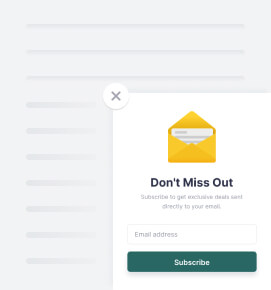 Don't Miss Out
Subscribe to get exclusive deals sent
directly to your email.
Email address
Subscribe